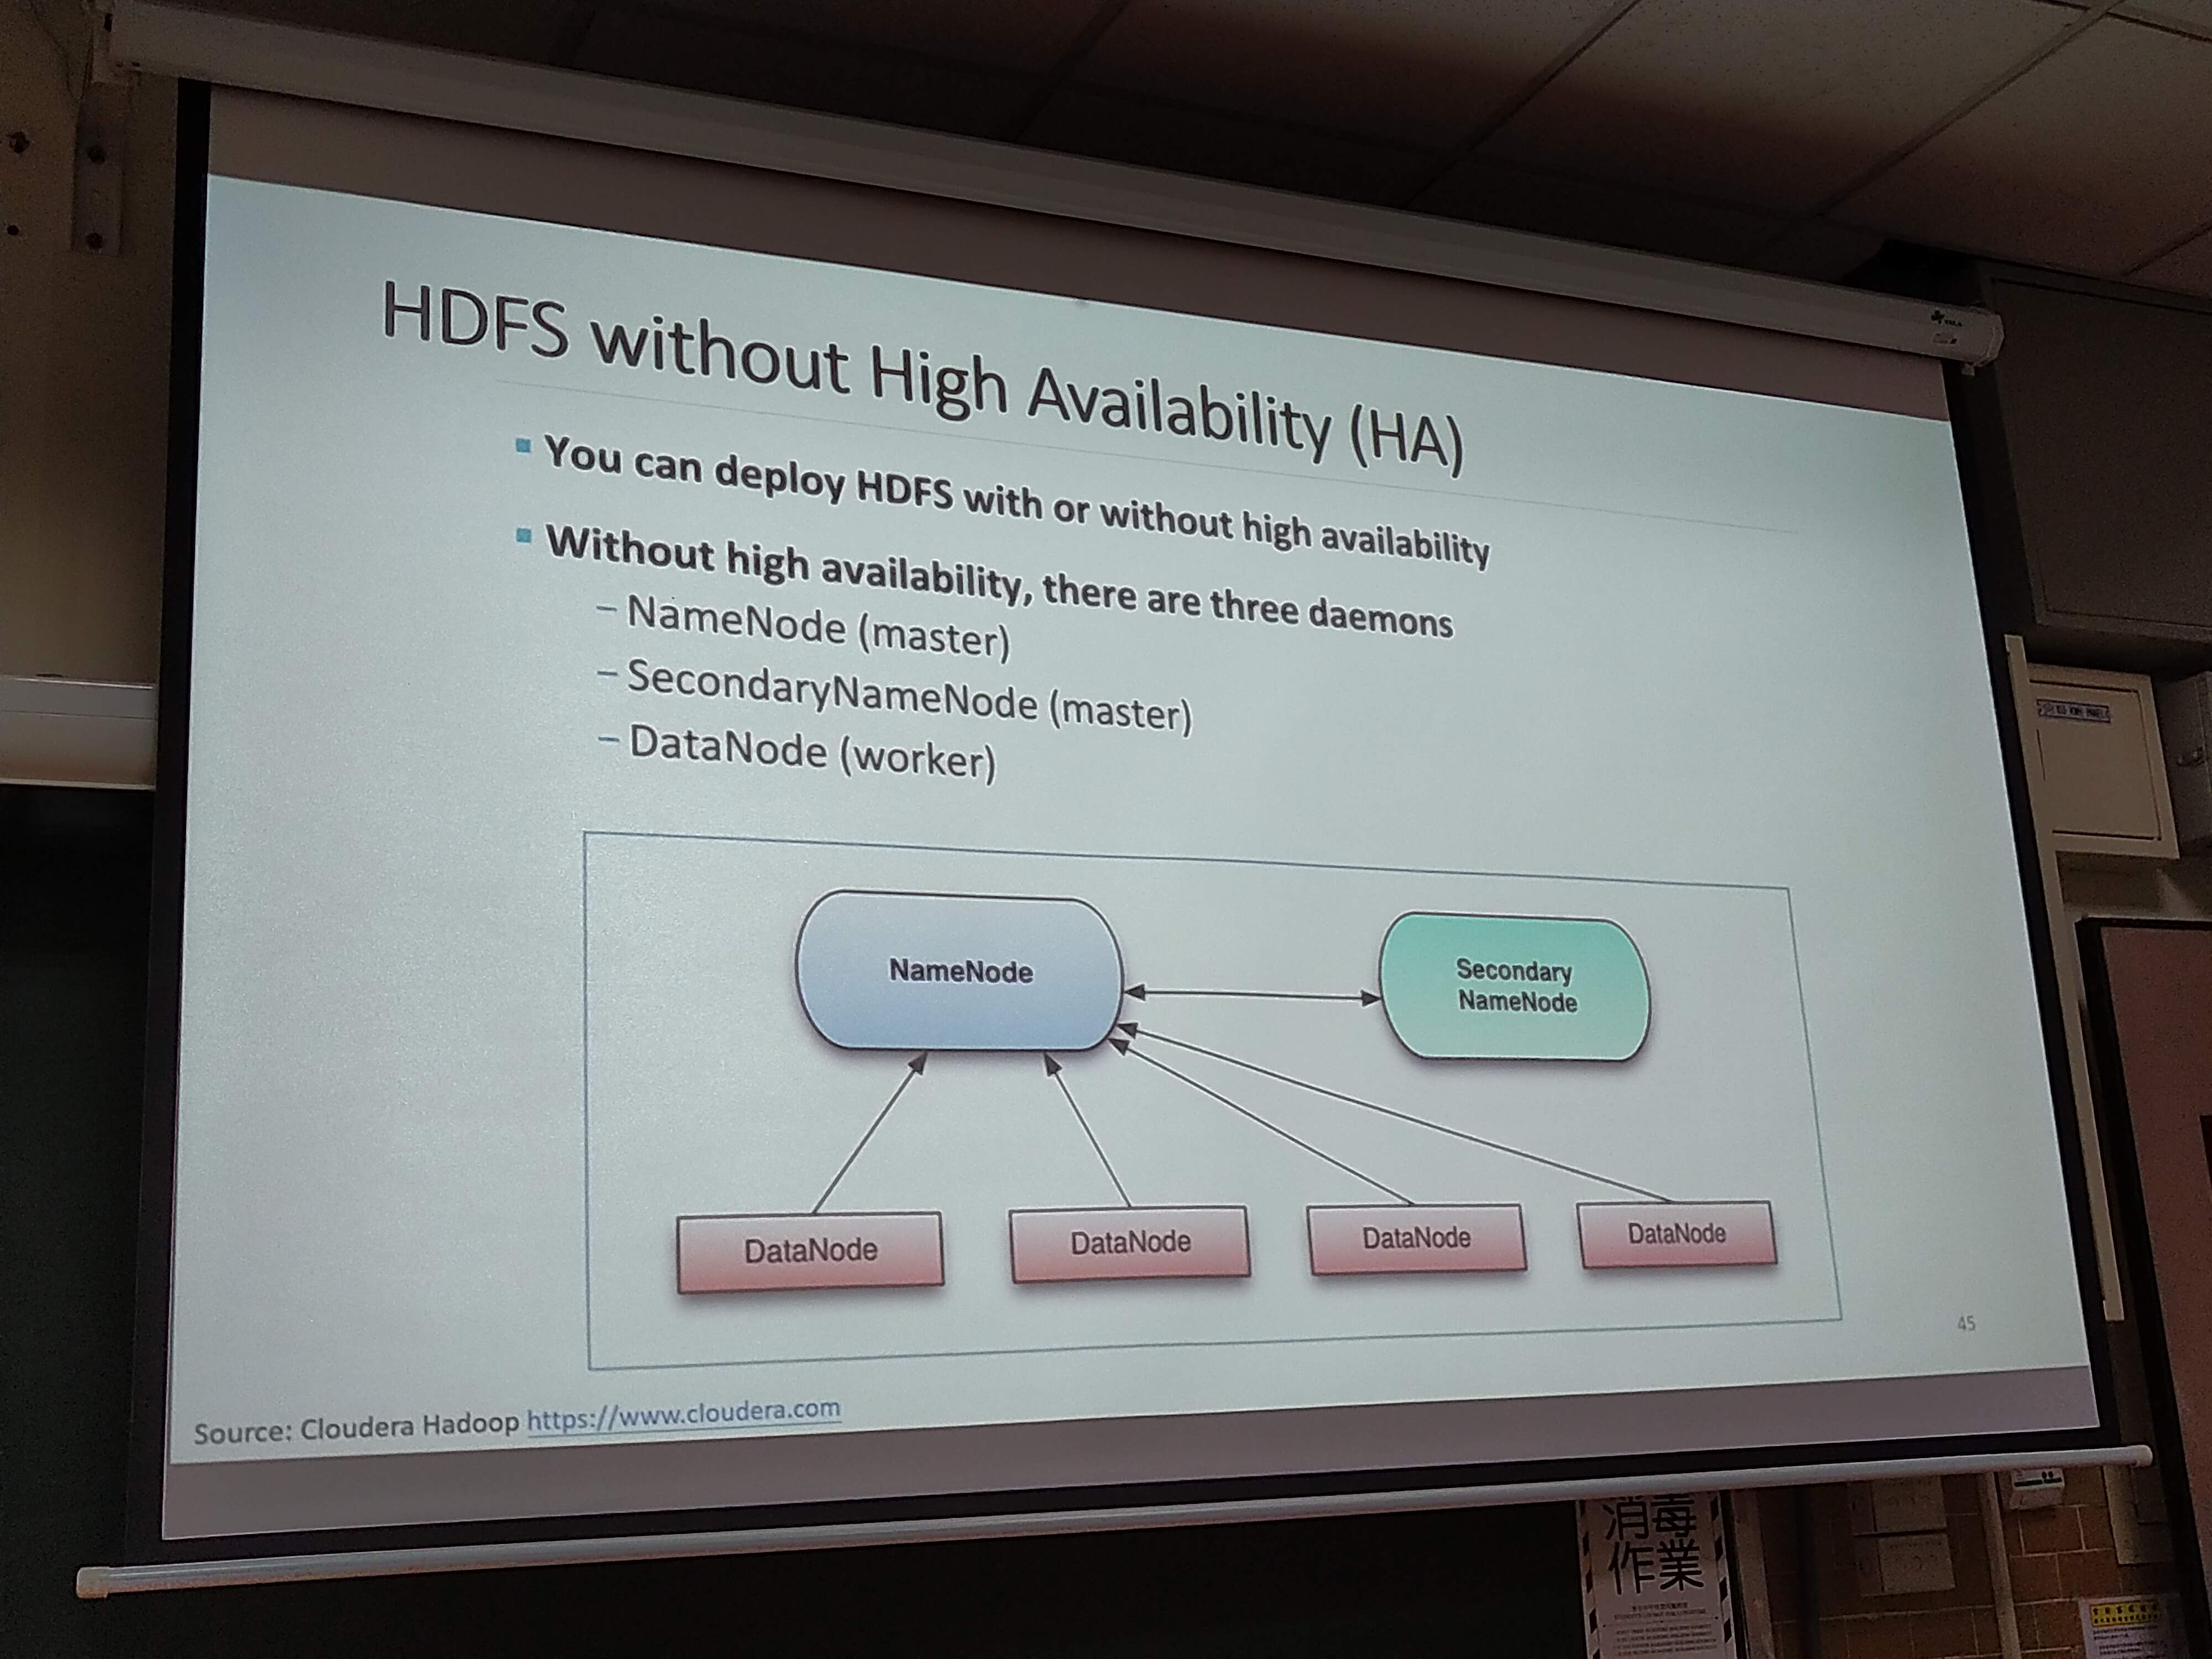 HDFS without High Availability (HA)
▪ You can deploy HDFS with or without high availability
▪ Without high availability, there are three daemons
– NameNode (master)
– SecondaryNameNode (master)
– DataNode (worker)
NameNode
Secondary
NameNode
DataNode
DataNode
DataNode
DataNode
45
Source: Cloudera Hadoop https://www.cloudera.com
消毒
作業